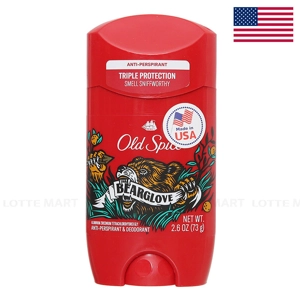 ANTI-PERSPIRANT
TRIPLE PROTECTION
SMELL SNIFFWORTHY
Made in
USA
Old Spice
BEARGLOVE
NET WT.
2.6 OZ (73 g)
ANTI-PERSPIRANT & DEODORANT
LOTTE MART